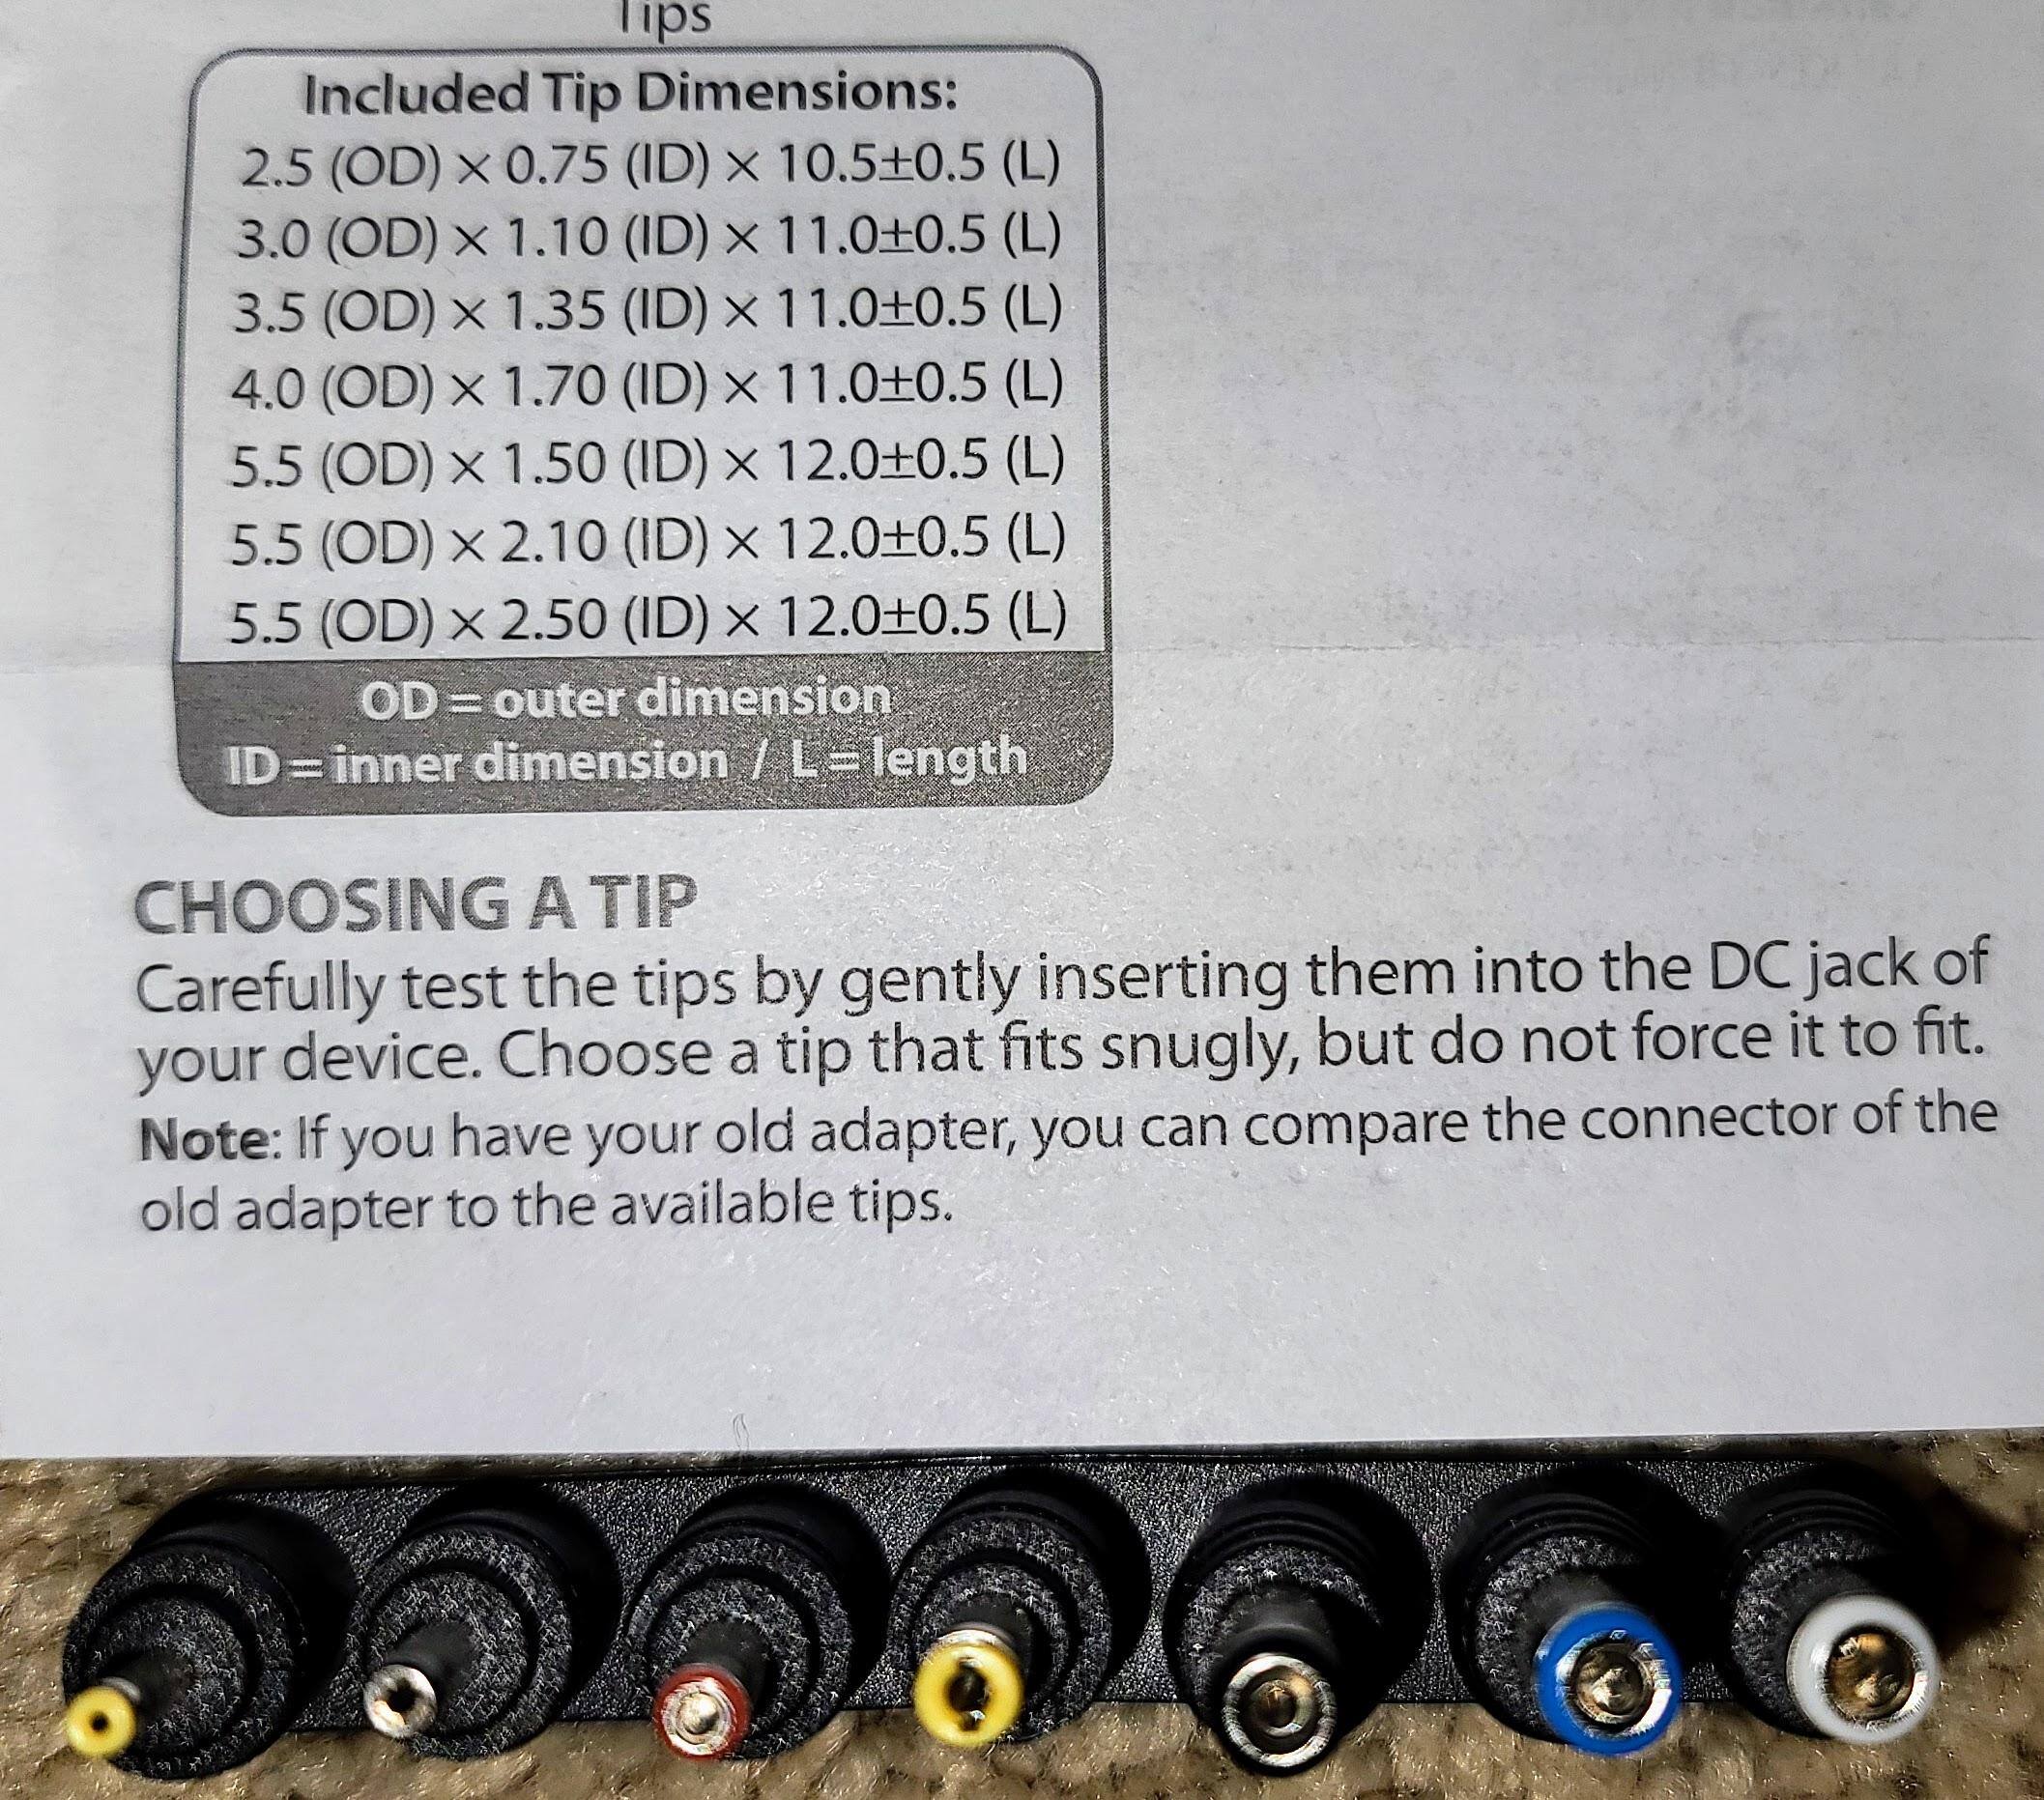 Tips
Included Tip Dimensions:
2.5 (OD) × 0.75 (ID) × 10.5±0.5 (L)
3.0 (OD) × 1.10 (ID) × 11.0±0.5 (L)
3.5 (OD) × 1.35 (ID) × 11.0±0.5 (L)
4.0 (OD) × 1.70 (ID) × 11.0±0.5 (L)
5.5 (OD) × 1.50 (ID) × 12.0±0.5 (L)
5.5 (OD) × 2.10 (ID) × 12.0±0.5 (L)
5.5 (OD) × 2.50 (ID) × 12.0±0.5 (L)
OD = outer dimension
ID = inner dimension / L = length
CHOOSING A TIP
Carefully test the tips by gently inserting them into the DC jack of
your device. Choose a tip that fits snugly, but do not force it to fit.
Note: If you have your old adapter, you can compare the connector of the
old adapter to the available tips.